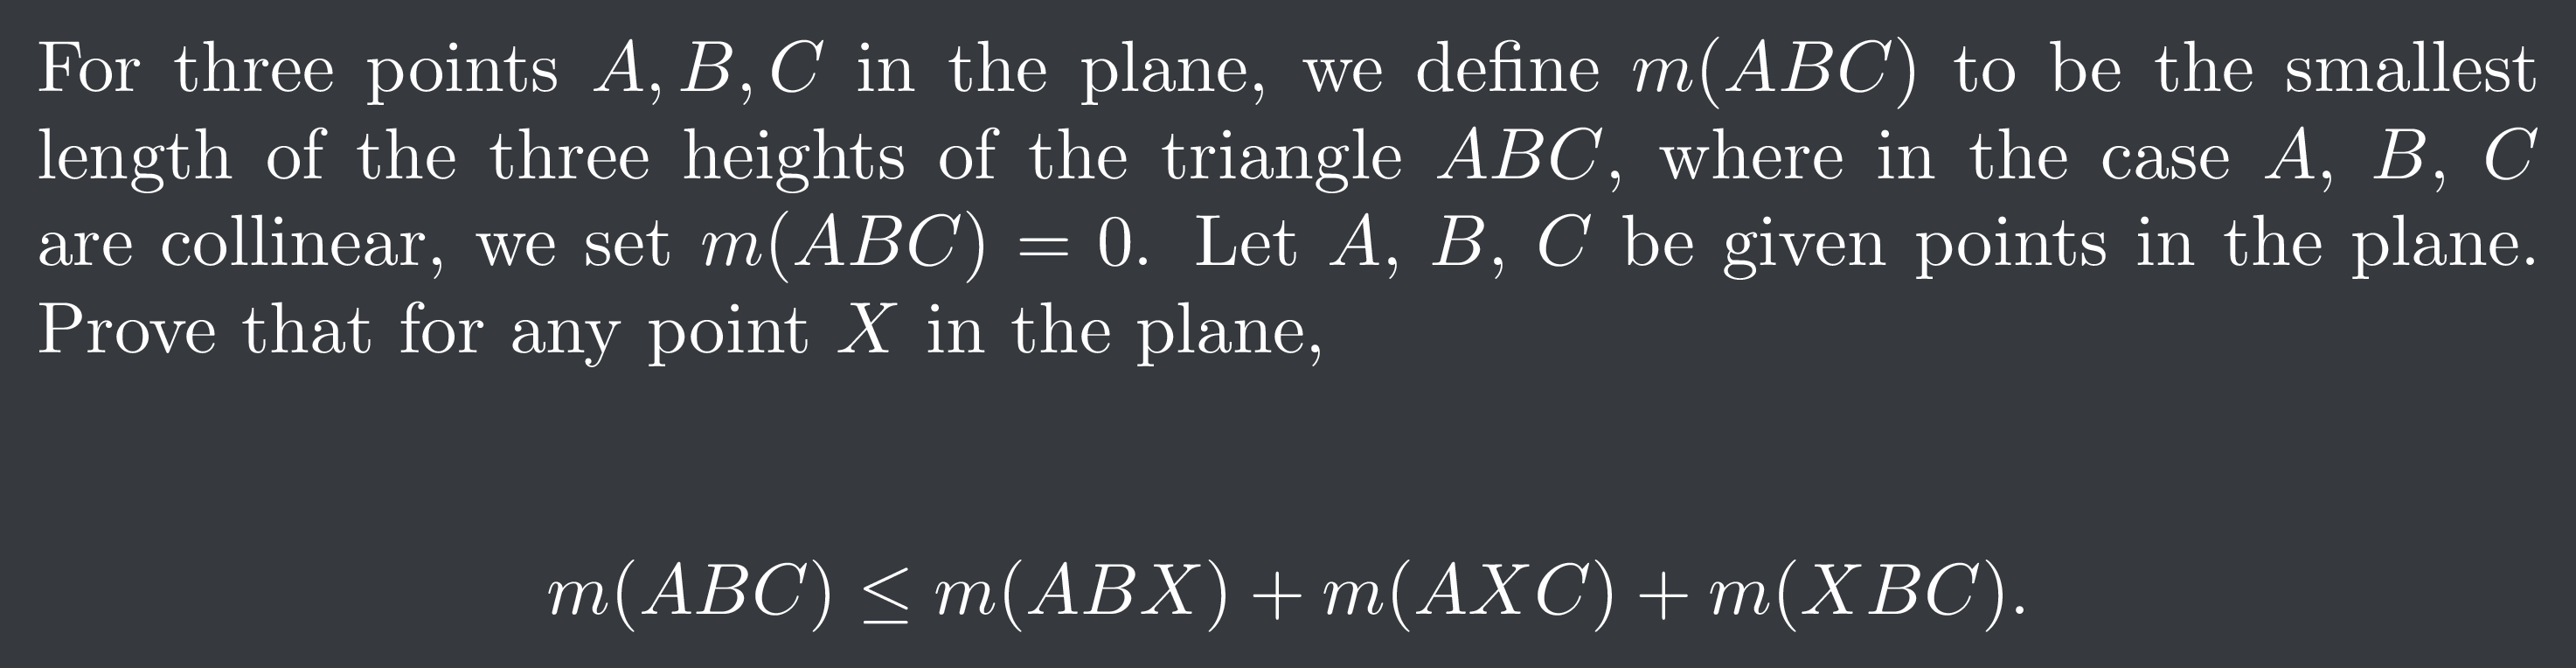 For three points A, B, C in the plane, we define m(ABC) to be the smallest
length of the three heights of the triangle ABC, where in the case A, B, C
are collinear, we set m(ABC) = 0. Let A, B, C be given points in the plane.
Prove that for any point X in the plane,
m(ABC) ≤ m(ABX) + m(AXC) + m(XBC).